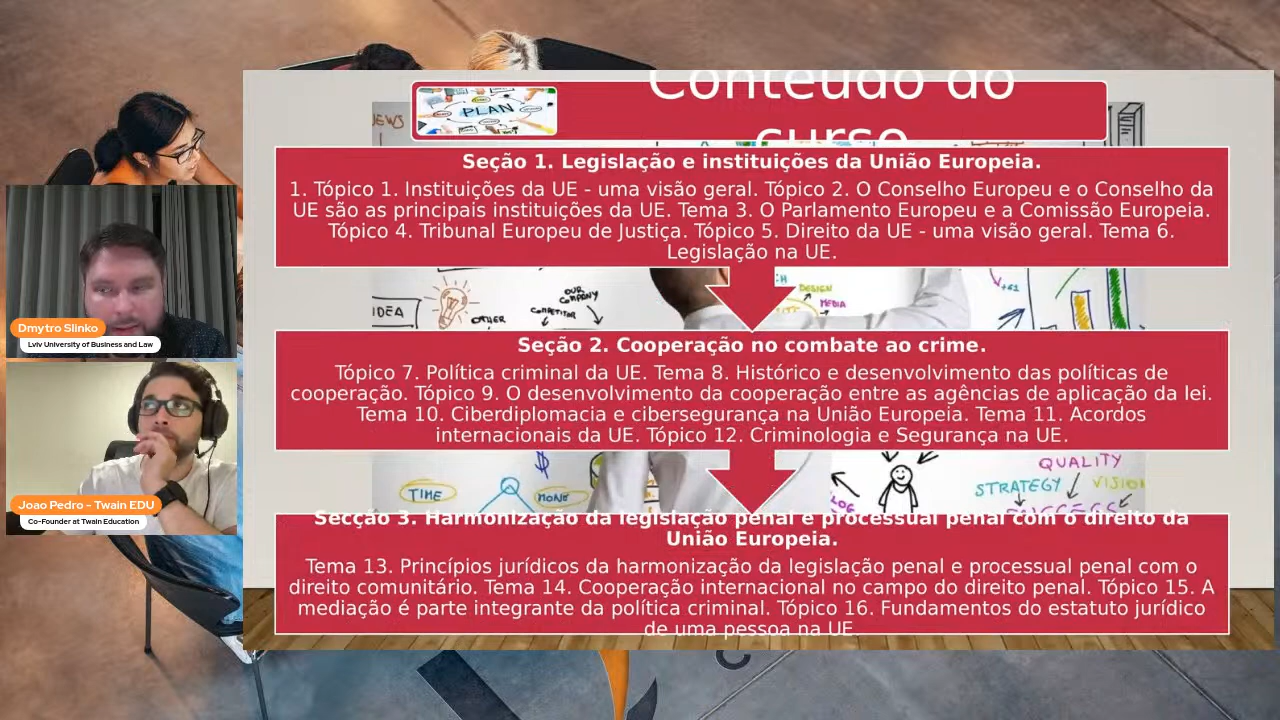 Conteúdo do
curso
PLAN
Seção 1. Legislação e instituições da União Europeia.
1. Tópico 1. Instituições da UE - uma visão geral. Tópico 2. O Conselho Europeu e o Conselho da
UE são as principais instituições da UE. Tema 3. O Parlamento Europeu e a Comissão Europeia.
Tópico 4. Tribunal Europeu de Justiça. Tópico 5. Direito da UE - uma visão geral. Tema 6.
Legislação na UE.
IDEA
OTHER
OUR
COMPANY
COMPETITOR
DESIGN
MEDIA
Dmytro Slinko
Lviv University of Business and Law
Seção 2. Cooperação no combate ao crime.
Tópico 7. Política criminal da UE. Tema 8. Histórico e desenvolvimento das políticas de
cooperação. Tópico 9. O desenvolvimento da cooperação entre as agências de aplicação da lei.
Tema 10. Ciberdiplomacia e cibersegurança na União Europeia. Tema 11. Acordos
internacionais da UE. Tópico 12. Criminologia e Segurança na UE.
TIME
$
MONE
QUALITY
STRATEGY
VISION
Joao Pedro - Twain EDU
Co-Founder at Twain Education
Secção 3. Harmonização da legislação penal e processual penal com o direito da
União Europeia.
Tema 13. Princípios jurídicos da harmonização da legislação penal e processual penal com o
direito comunitário. Tema 14. Cooperação internacional no campo do direito penal. Tópico 15. A
mediação é parte integrante da política criminal. Tópico 16. Fundamentos do estatuto jurídico
de uma pessoa na UE